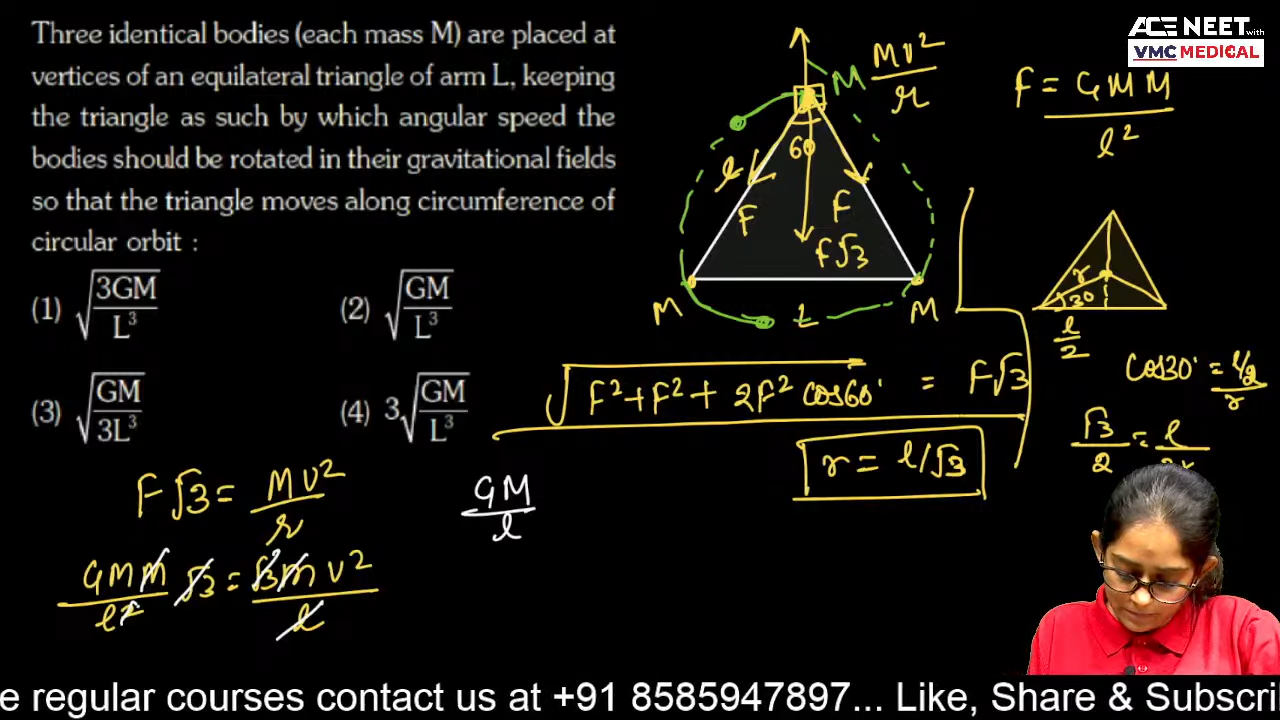 Three identical bodies (each mass M) are placed at
vertices of an equilateral triangle of arm L, keeping
the triangle as such by which angular speed the
bodies should be rotated in their gravitational fields
so that the triangle moves along circumference of
circular orbit :
(1) √(3GM/L³)
(2) √(GM/L³)
(3) √(GM/3L³)
(4) 3√(GM/L³)
ACE NEET with
VMC MEDICAL
M
Mv²/r
F = GMM/l²
60
l
F
F
F√3
M
L
M
r
30
l/2
cos30° = (l/2)/r
√3/2 =
√(F²+F²+2F² cos60°) = F√3
r = l/√3
F√3 = Mv²/r
GMm/l² √3 = √3mv²/l
GM/l
e regular courses contact us at +91 8585947897... Like, Share & Subscri